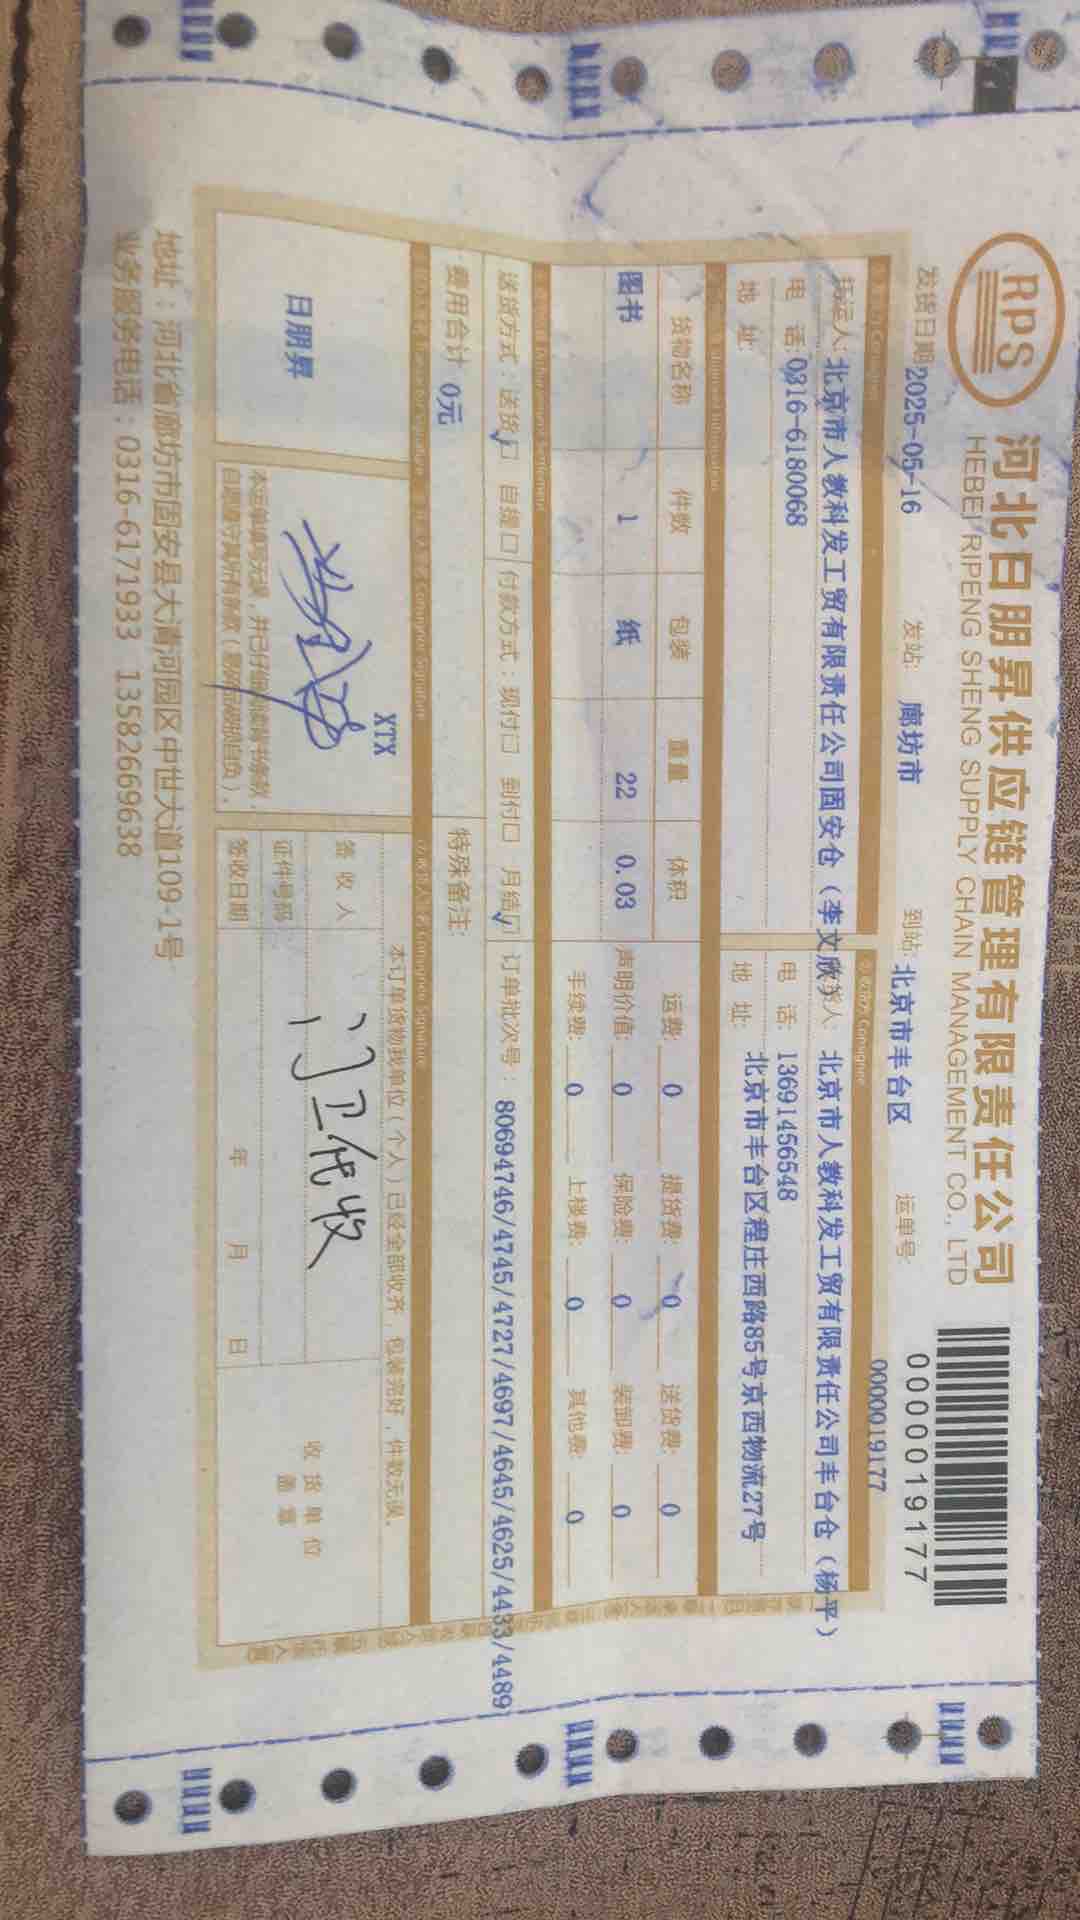 RPS
河北日朋昇供应链管理有限责任公司
HEBEI RIPENG SHENG SUPPLY CHAIN MANAGEMENT CO., LTD
0000019177
发货日期 2025-05-16 发站: 廊坊市 到站: 北京市丰台区 运单号: 0000019177
Consignee
托运人: 北京市人教科发工贸有限责任公司固安仓（李文欣） 货人: 北京市人教科发工贸有限责任公司丰台仓（杨平）
电 话: 0316-6180068 电 话: 13691456548
地 址: 地 址: 北京市丰台区程庄西路85号京西物流27号
货物名称 件数 包装 重量 体积 运费: 0 提货费: 0 送货费: 0
图书 1 纸 22 0.03 声明价值: 0 保险费: 0 装卸费: 0
手续费: 0 上楼费: 0 其他费: 0
送货方式：送货 自提 付款方式：现付 到付 月结 订单批次号：80694746/4745/4727/4697/4645/4625/4433/4489
费用合计 0元 特殊备注:
Consignor Signature
Consignee Signature
本订单货物我单位（个人）已经全部收齐，包装完好，件数无误。
XTX
日朋昇
签收人 门卫代收
证件号码
签收日期 年 月 日
收货单位
盖章
地址：河北省廊坊市固安县大清河园区中世大道109-1号
业务服务电话：0316-6171933 13582669638